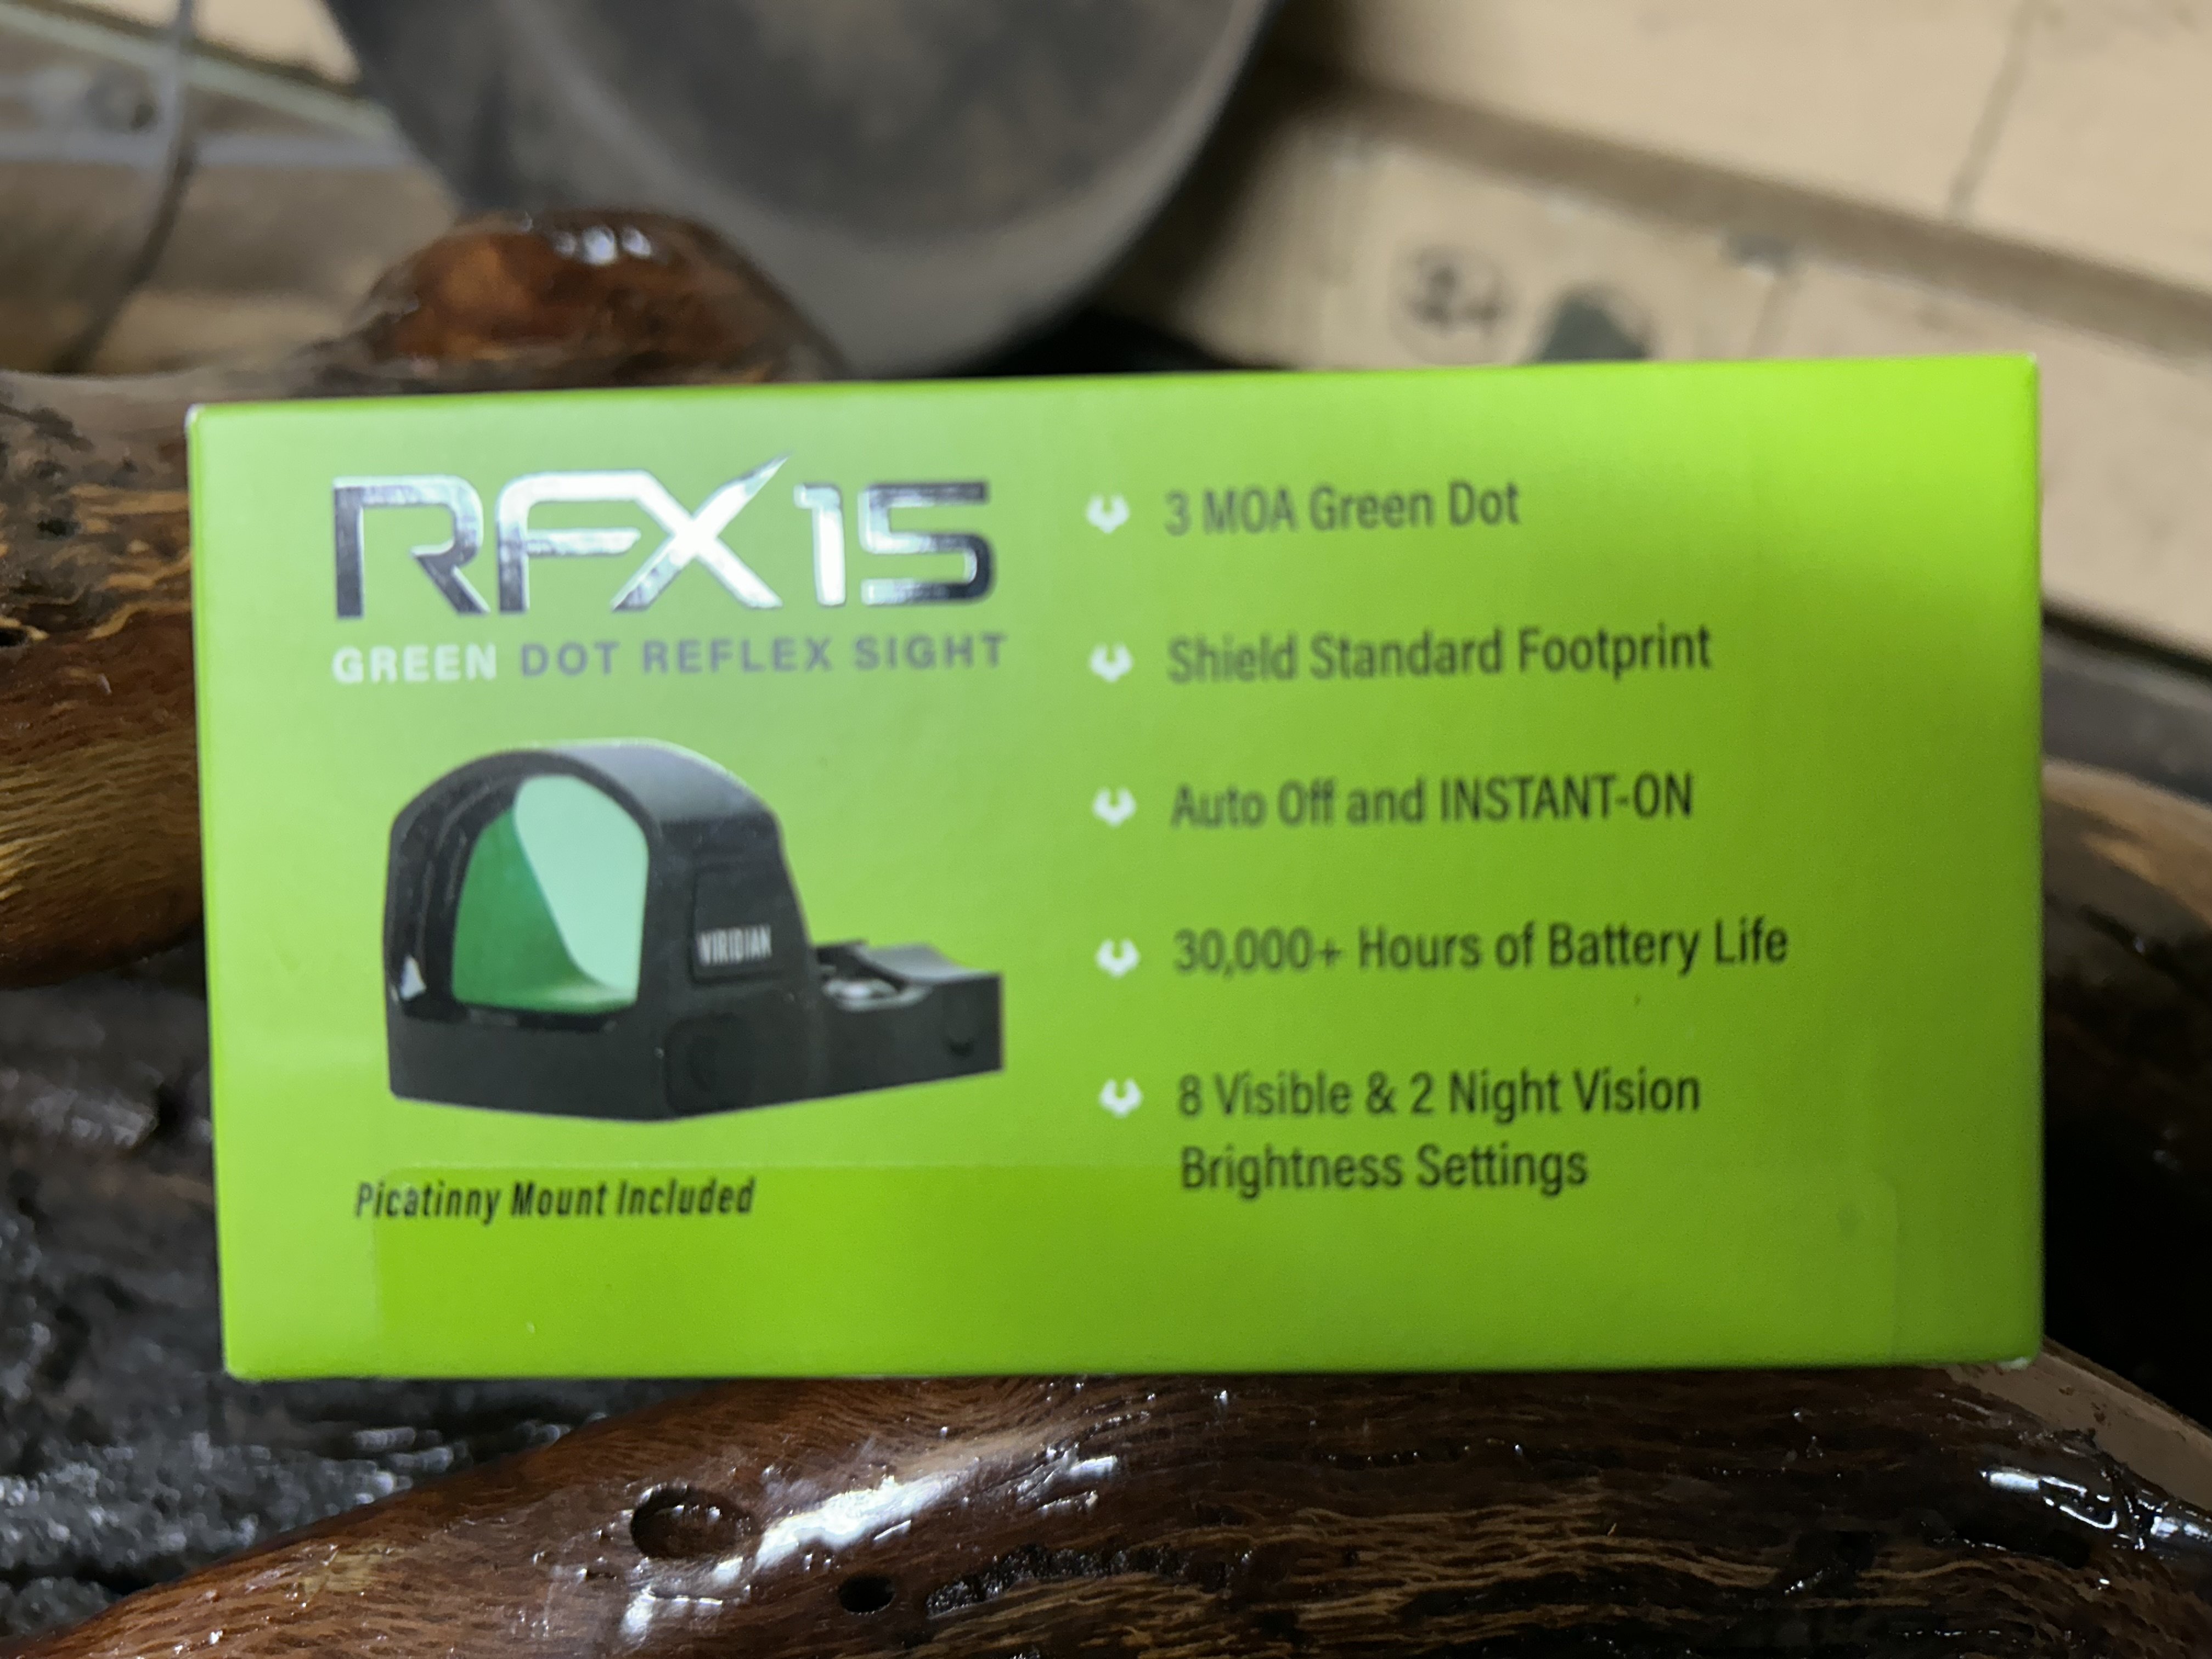 RFX15
GREEN DOT REFLEX SIGHT
VIRIDIAN
Picatinny Mount Included
3 MOA Green Dot
Shield Standard Footprint
Auto Off and INSTANT-ON
30,000+ Hours of Battery Life
8 Visible & 2 Night Vision
Brightness Settings